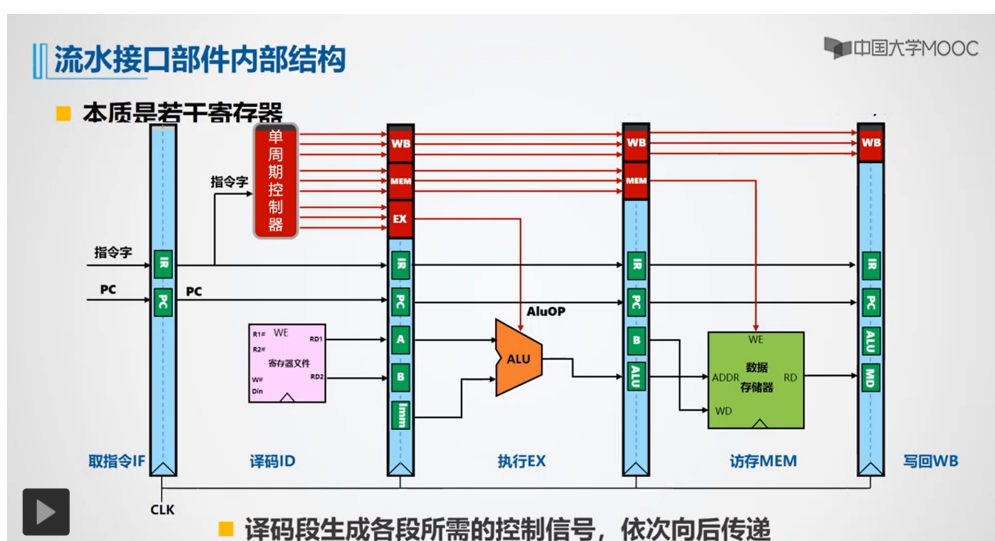 流水接口部件内部结构
中国大学MOOC
本质是若干寄存器
单周期控制器
WB
WB
WB
指令字
MEM
MEM
EX
指令字
IR
IR
IR
IR
PC
PC
PC
PC
PC
PC
AluOP
R1#
WE
RD1
R2#
寄存器文件
W#
RD2
Din
A
B
Imm
ALU
B
ALU
WE
数据
存储器
ADDR
RD
WD
ALU
MD
取指令IF
译码ID
执行EX
访存MEM
写回WB
CLK
译码段生成各段所需的控制信号，依次向后传递